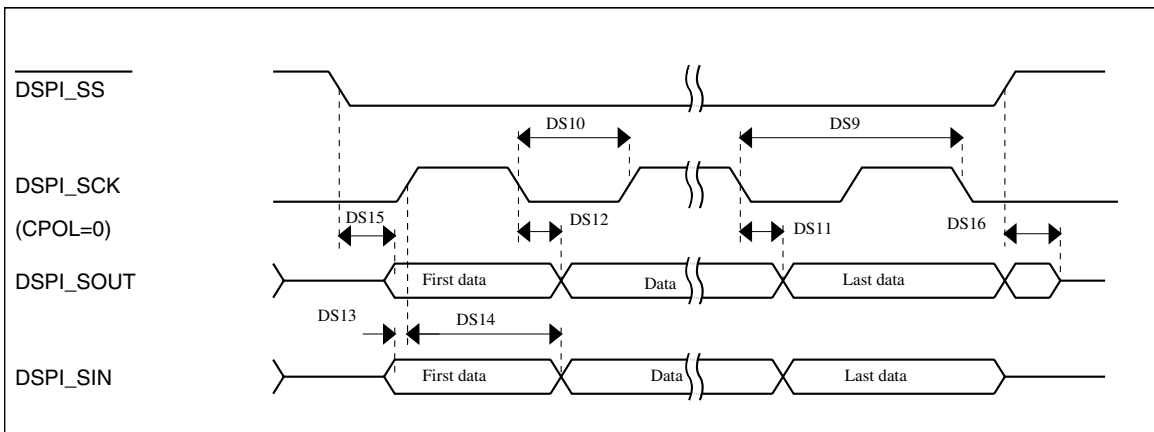 DSPI_SS
DS10
DS9
DSPI_SCK
(CPOL=0)
DS15
DS12
DS11
DS16
DSPI_SOUT
First data
Data
Last data
DS13
DS14
DSPI_SIN
First data
Data
Last data